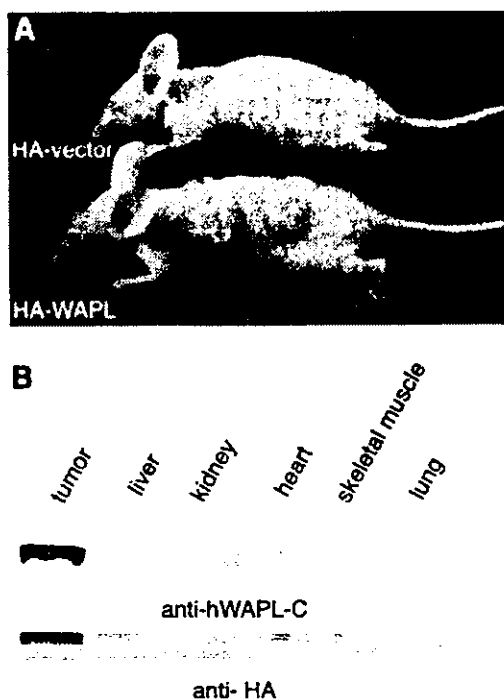 A
HA-vector
HA-WAPL
B
tumor
liver
kidney
heart
skeletal muscle
lung
anti-hWAPL-C
anti- HA